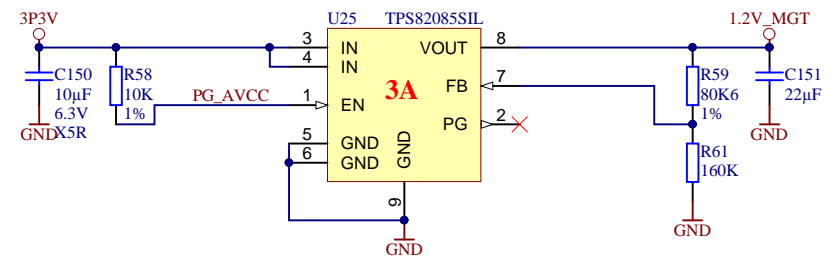 3P3V
U25
TPS82085SIL
1.2V_MGT
3
IN
VOUT
8
4
IN
C150
10µF
6.3V
X5R
R58
10K
1%
3A
FB
7
R59
80K6
1%
C151
22µF
PG_AVCC
1
EN
PG
2
GND
5
GND
6
GND
GND
GND
R61
160K
9
GND
GND